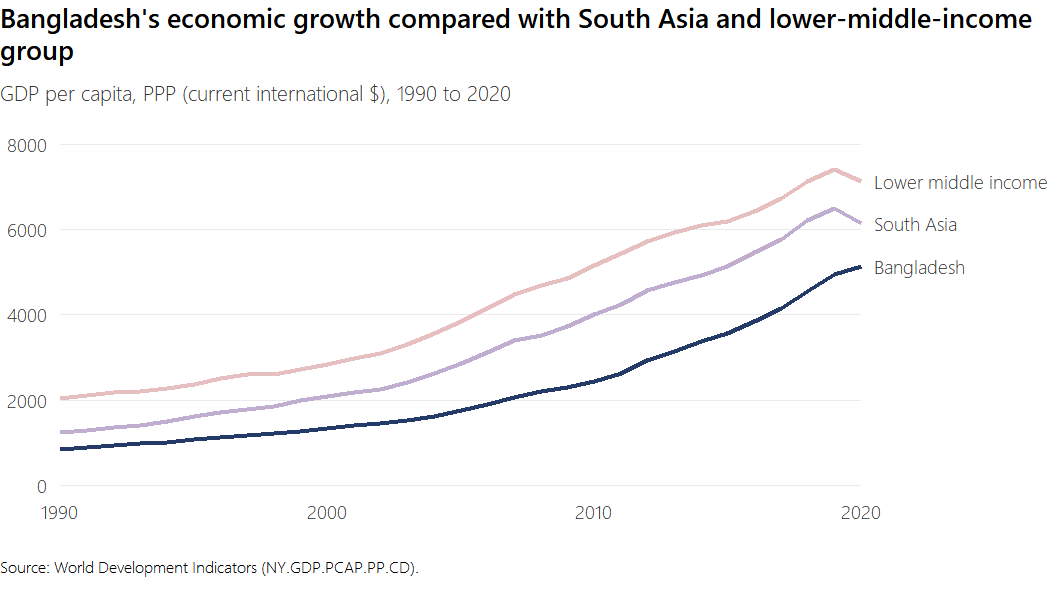 Bangladesh's economic growth compared with South Asia and lower-middle-income
group
GDP per capita, PPP (current international $), 1990 to 2020
8000
Lower middle income
6000
South Asia
Bangladesh
4000
2000
0
1990
2000
2010
2020
Source: World Development Indicators (NY.GDP.PCAP.PP.CD).